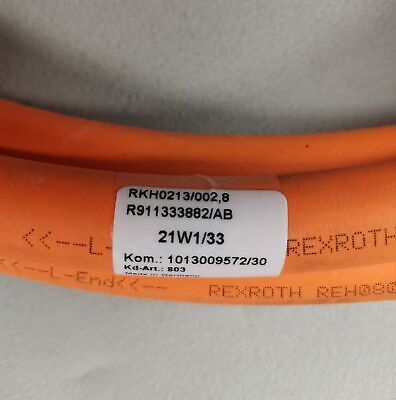 RKH0213/002,8
R911333882/AB
21W1/33
Kom.: 1013009572/30
Kd-Art.: 803
Made in Germany
<<---L- REXROTH
---L-End<<--- REXROTH REH080